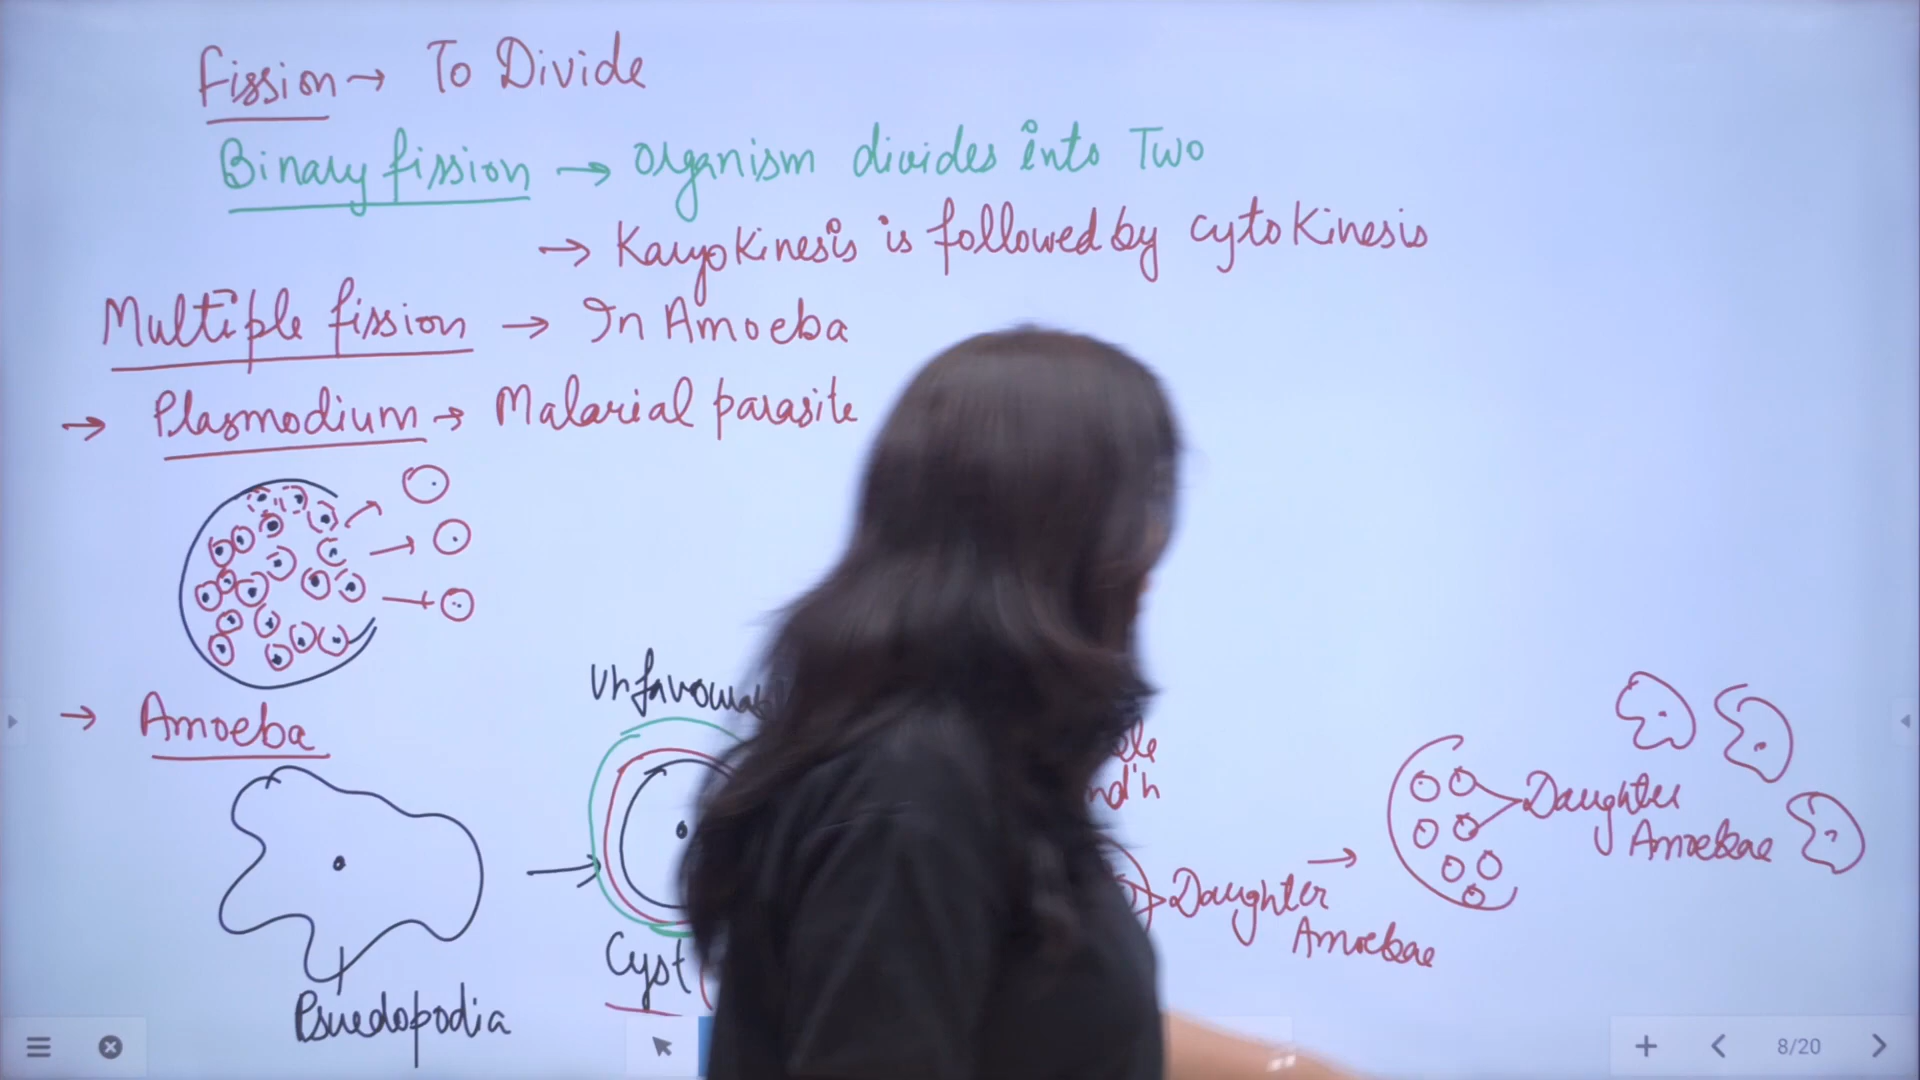 Fission → To Divide
Binary fission → Organism divides into Two
→ Karyokinesis is followed by cytokinesis
Multiple fission → In Amoeba
→ Plasmodium → Malarial parasite
→ Amoeba
Psuedopodia
Cyst
Daughter
Amoebae
Daughter
Amoebae
8/20